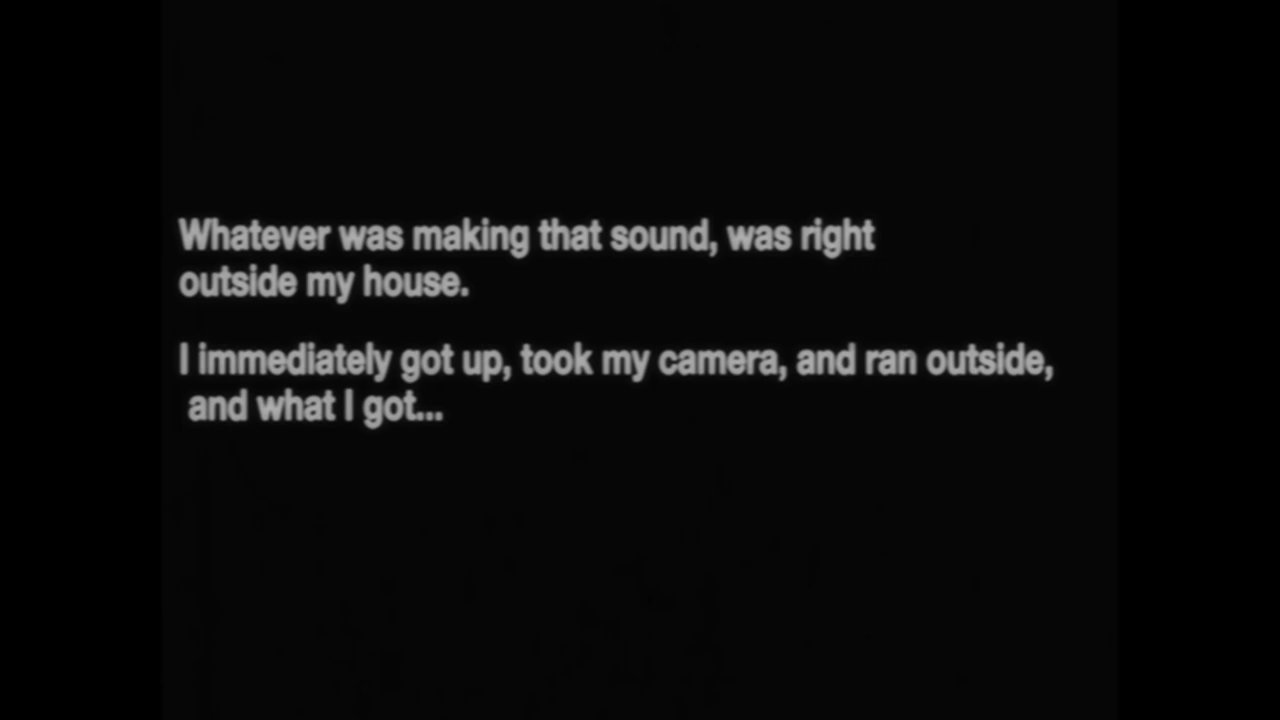 Whatever was making that sound, was right
outside my house.
I immediately got up, took my camera, and ran outside,
and what I got...